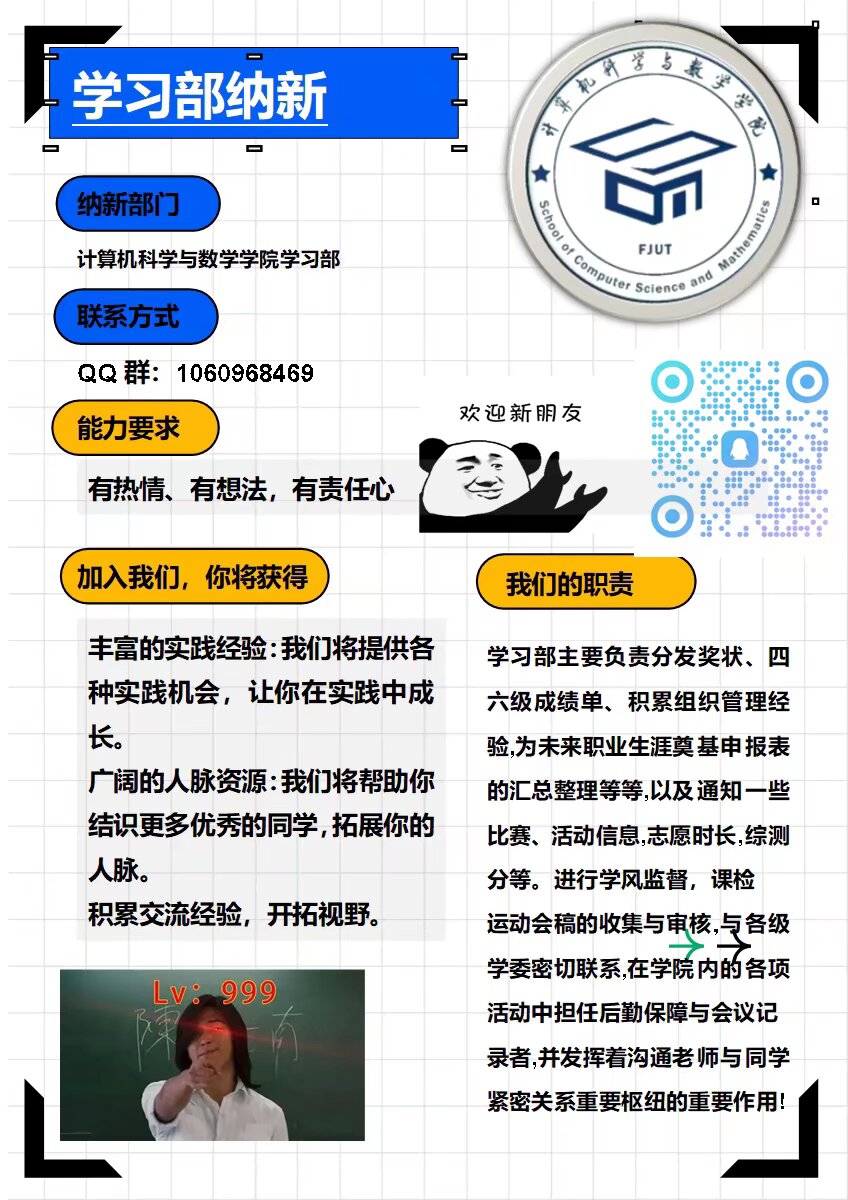 学习部纳新
计算机科学与数学学院
School of Computer Science and Mathematics
FJUT
纳新部门
计算机科学与数学学院学习部
联系方式
QQ 群：1060968469
欢迎新朋友
能力要求
有热情、有想法，有责任心
加入我们，你将获得
丰富的实践经验：我们将提供各
种实践机会，让你在实践中成
长。
广阔的人脉资源：我们将帮助你
结识更多优秀的同学，拓展你的
人脉。
积累交流经验，开拓视野。
Lv：999
我们的职责
学习部主要负责分发奖状、四
六级成绩单、积累组织管理经
验,为未来职业生涯奠基申报表
的汇总整理等等,以及通知一些
比赛、活动信息,志愿时长,综测
分等。进行学风监督，课检
运动会稿的收集与审核,与各级
学委密切联系,在学院内的各项
活动中担任后勤保障与会议记
录者,并发挥着沟通老师与同学
紧密关系重要枢纽的重要作用!